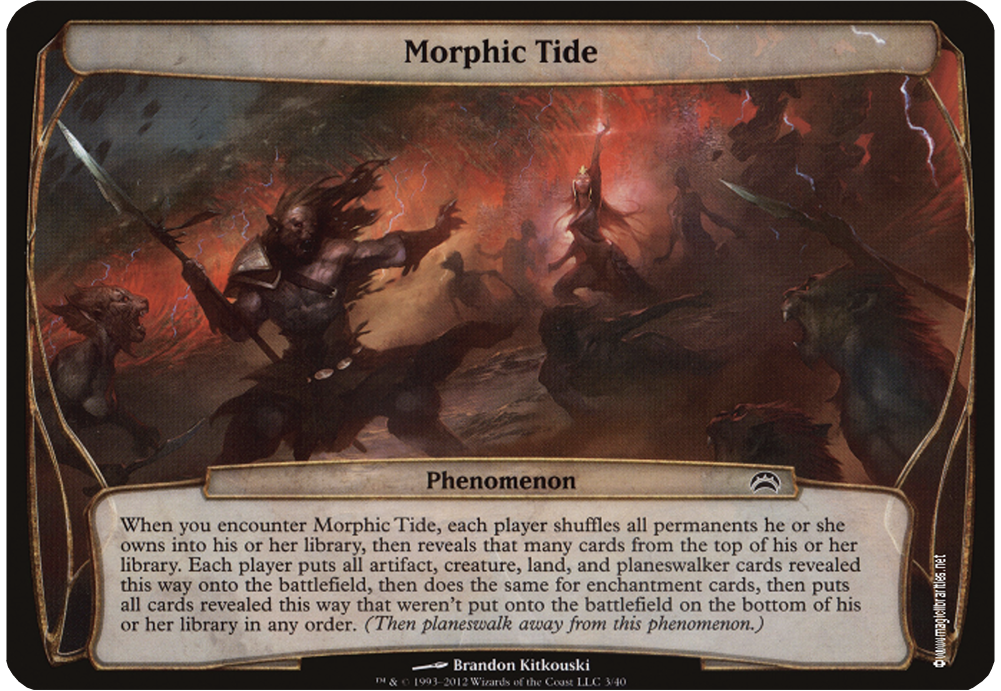 Morphic Tide
Phenomenon
When you encounter Morphic Tide, each player shuffles all permanents he or she
owns into his or her library, then reveals that many cards from the top of his or her
library. Each player puts all artifact, creature, land, and planeswalker cards revealed
this way onto the battlefield, then does the same for enchantment cards, then puts
all cards revealed this way that weren't put onto the battlefield on the bottom of his
or her library in any order. (Then planeswalk away from this phenomenon.)
Brandon Kitkouski
™ & © 1993–2012 Wizards of the Coast LLC 3/40
© www.magiclibrarities.net